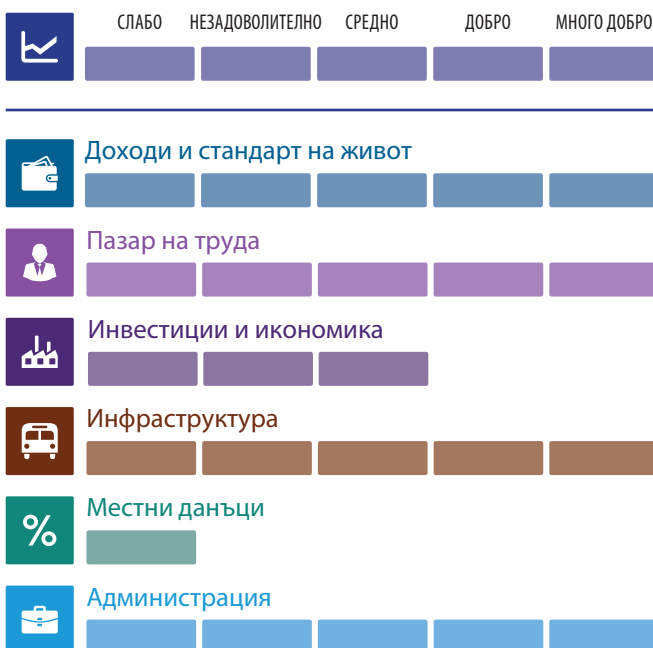 СЛАБО НЕЗАДОВОЛИТЕЛНО СРЕДНО ДОБРО МНОГО ДОБРО
Доходи и стандарт на живот
Пазар на труда
Инвестиции и икономика
Инфраструктура
Местни данъци
%
Администрация